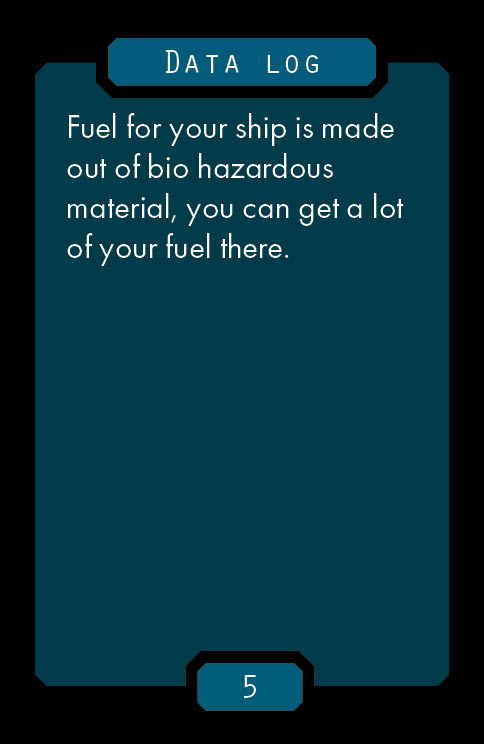 Data log
Fuel for your ship is made
out of bio hazardous
material, you can get a lot
of your fuel there.
5